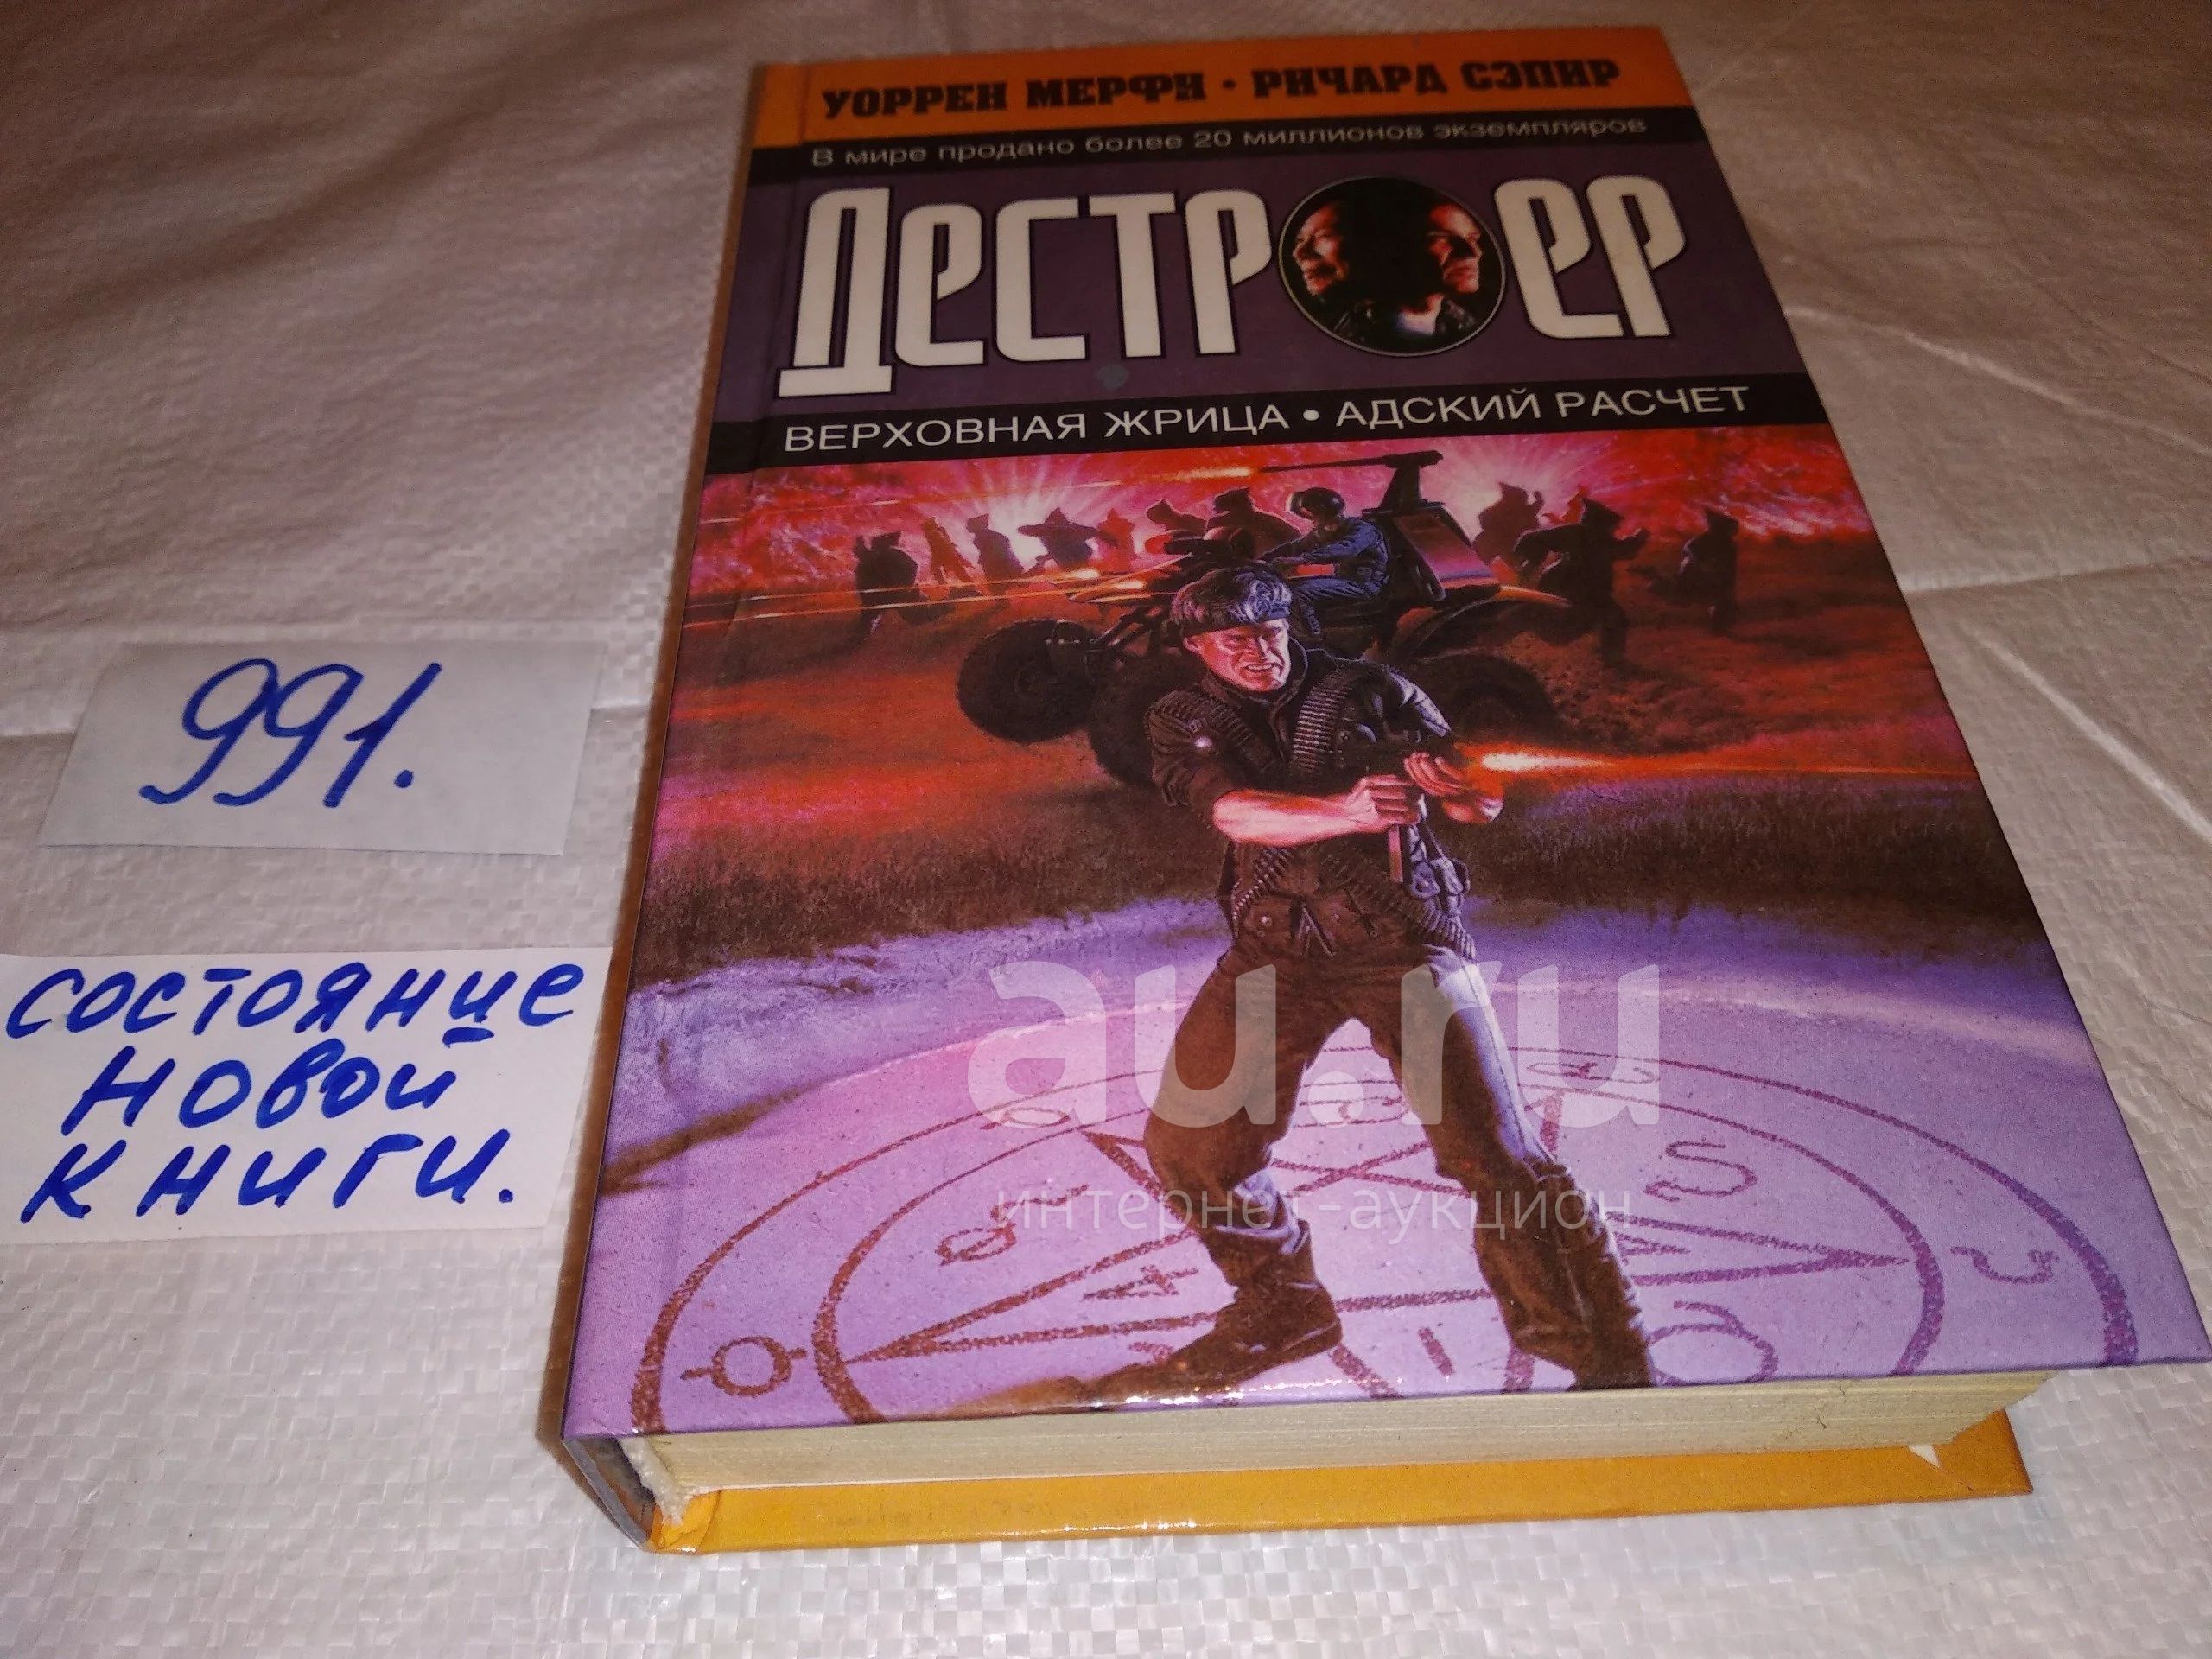 УОРРЕН МЕРФИ • РИЧАРД СЭПИР
В мире продано более 20 миллионов экземпляров
ДЕСТРОЕР
ВЕРХОВНАЯ ЖРИЦА • АДСКИЙ РАСЧЕТ
991.
состояние
новой
книги.
au.ru
интернет-аукцион